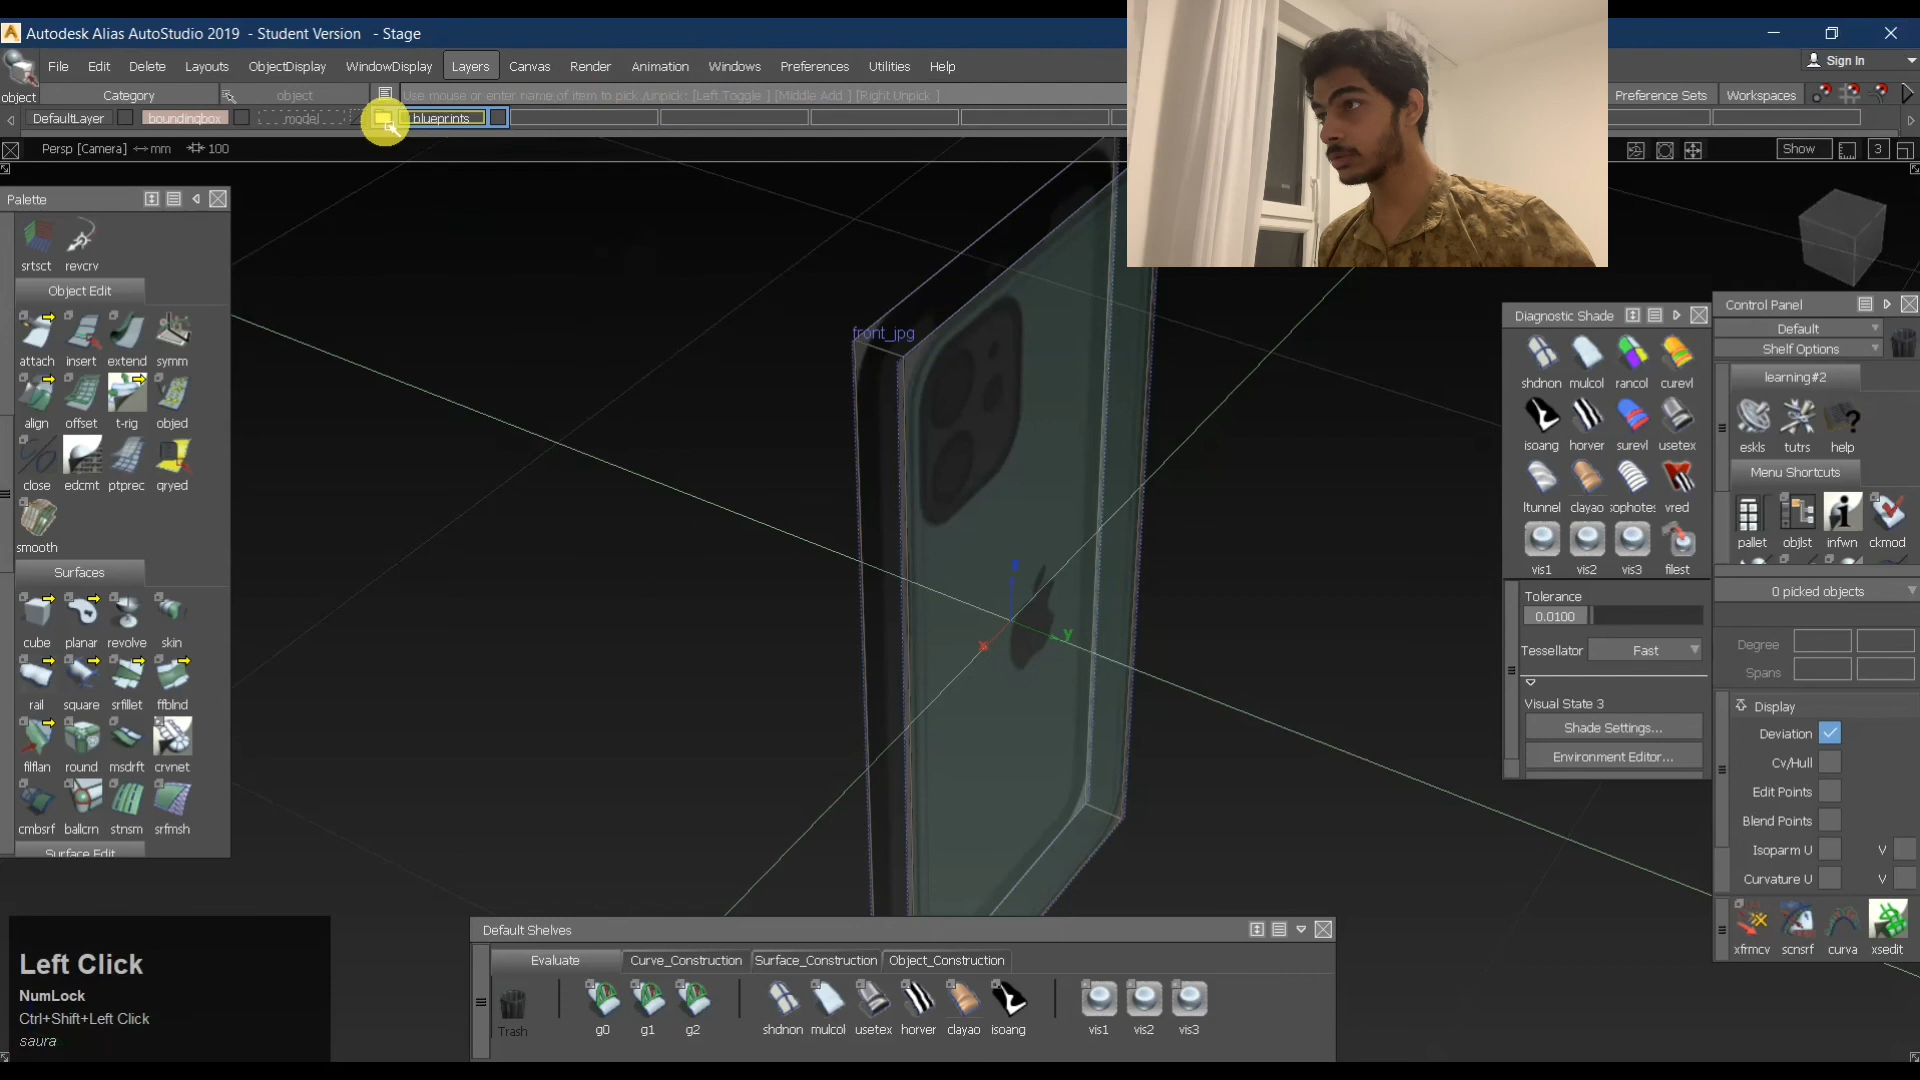 Autodesk Alias AutoStudio 2019 - Student Version - Stage
File Edit Delete Layouts ObjectDisplay WindowDisplay Layers Canvas Render Animation Windows Preferences Utilities Help
Sign In
object Category object Use mouse or enter name of item to pick./Unpick: [Left Toggle ] [Middle Add ] [Right Unpick ]
Preference Sets Workspaces
DefaultLayer boundingbox model blueprints
Persp [Camera] mm 100
Show 3
Palette
srtsct revcrv
Object Edit
attach insert extend symm
align offset t-rig objed
close edcmt ptprec qryed
smooth
Surfaces
cube planar revolve skin
rail square srfillet ffblnd
filflan round msdrft crvnet
cmbsrf ballcrn stnsm srfmsh
Surface Edit
front_jpg
z
x
y
Diagnostic Shade
shdnon mulcol rancol curevl
isoang horver surevl usetex
ltunnel clayao sophotes vred
vis1 vis2 vis3 filest
Tolerance
0.0100
Tessellator Fast
Visual State 3
Shade Settings...
Environment Editor...
Control Panel
Default
Shelf Options
learning#2
eskls tutrs help
Menu Shortcuts
pallet objlst infwn ckmod
0 picked objects
Degree
Spans
Display
Deviation
Cv/Hull
Edit Points
Blend Points
Isoparm U V
Curvature U V
xfrmcv scnsrf curva xsedit
Default Shelves
Evaluate Curve_Construction Surface_Construction Object_Construction
Trash g0 g1 g2 shdnon mulcol usetex horver clayao isoang vis1 vis2 vis3
Left Click
NumLock
Ctrl+Shift+Left Click
saura